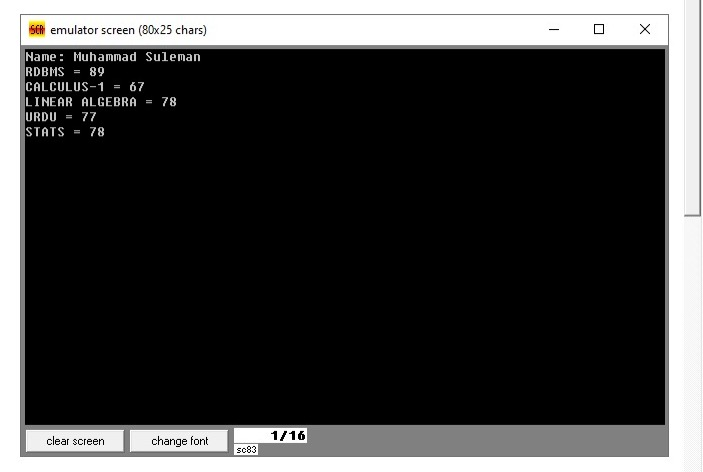 SCR emulator screen (80x25 chars)
Name: Muhammad Suleman
RDBMS = 89
CALCULUS-1 = 67
LINEAR ALGEBRA = 78
URDU = 77
STATS = 78
clear screen change font 1/16
sc83